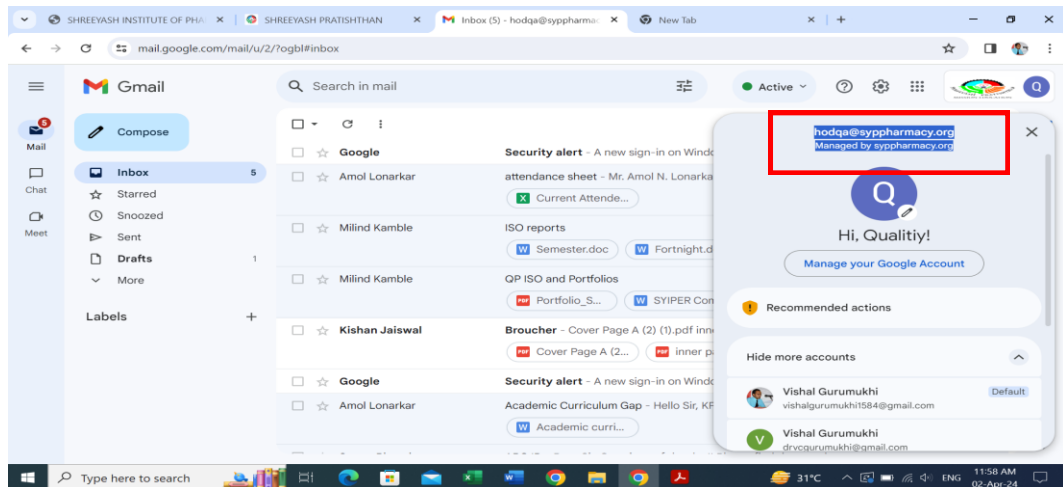 SHREEYASH INSTITUTE OF PHA
SHREEYASH PRATISHTHAN
Inbox (5) - hodqa@syppharmac
New Tab
mail.google.com/mail/u/2/?ogbl#inbox
Gmail
Search in mail
Active
Q
Mail
Chat
Meet
Compose
Inbox 5
Starred
Snoozed
Sent
Drafts 1
More
Labels
Google Security alert - A new sign-in on Windo
Amol Lonarkar attendance sheet - Mr. Amol N. Lonarka
Current Attende...
Milind Kamble ISO reports
Semester.doc Fortnight.d
Milind Kamble QP ISO and Portfolios
PDF Portfolio_S... SYIPER Con
Kishan Jaiswal Broucher - Cover Page A (2) (1).pdf inne
PDF Cover Page A (2... PDF inner p
Google Security alert - A new sign-in on Windo
Amol Lonarkar Academic Curriculum Gap - Hello Sir, KF
Academic curri...
hodqa@syppharmacy.org
Managed by syppharmacy.org
Q
Hi, Qualitiy!
Manage your Google Account
Recommended actions
Hide more accounts
Vishal Gurumukhi Default
vishalgurumukhi1584@gmail.com
V
Vishal Gurumukhi
drvcgurumukhi@gmail.com
Type here to search
31°C
ENG
11:58 AM
02-Apr-24